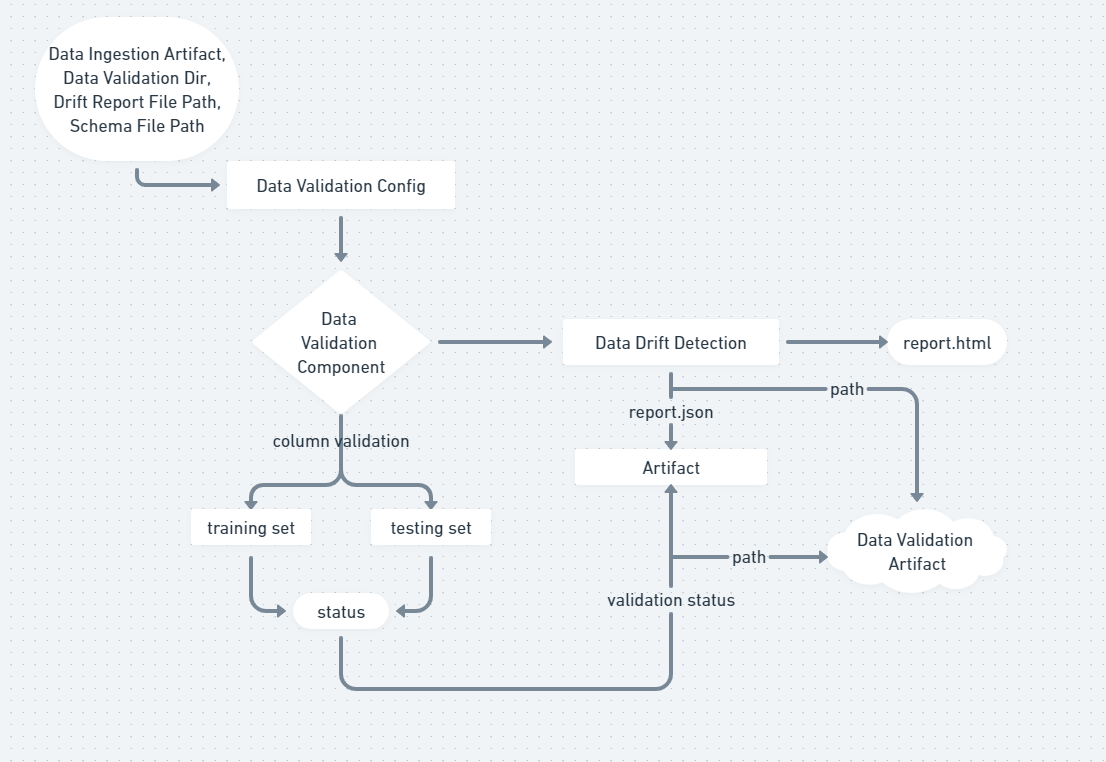 Data Ingestion Artifact,
Data Validation Dir,
Drift Report File Path,
Schema File Path
Data Validation Config
Data
Validation
Component
Data Drift Detection
report.html
path
report.json
column validation
Artifact
training set
testing set
Data Validation
Artifact
path
validation status
status